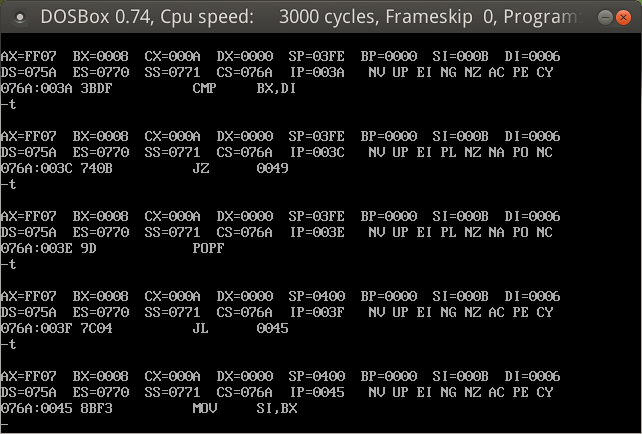 DOSBox 0.74, Cpu speed: 3000 cycles, Frameskip 0, Program
AX=FF07 BX=0008 CX=000A DX=0000 SP=03FE BP=0000 SI=000B DI=0006
DS=075A ES=0770 SS=0771 CS=076A IP=003A NV UP EI NG NZ AC PE CY
076A:003A 3BDF CMP BX,DI
-t
AX=FF07 BX=0008 CX=000A DX=0000 SP=03FE BP=0000 SI=000B DI=0006
DS=075A ES=0770 SS=0771 CS=076A IP=003C NV UP EI PL NZ NA PO NC
076A:003C 740B JZ 0049
-t
AX=FF07 BX=0008 CX=000A DX=0000 SP=03FE BP=0000 SI=000B DI=0006
DS=075A ES=0770 SS=0771 CS=076A IP=003E NV UP EI PL NZ NA PO NC
076A:003E 9D POPF
-t
AX=FF07 BX=0008 CX=000A DX=0000 SP=0400 BP=0000 SI=000B DI=0006
DS=075A ES=0770 SS=0771 CS=076A IP=003F NV UP EI NG NZ AC PE CY
076A:003F 7C04 JL 0045
-t
AX=FF07 BX=0008 CX=000A DX=0000 SP=0400 BP=0000 SI=000B DI=0006
DS=075A ES=0770 SS=0771 CS=076A IP=0045 NV UP EI NG NZ AC PE CY
076A:0045 8BF3 MOV SI,BX
-